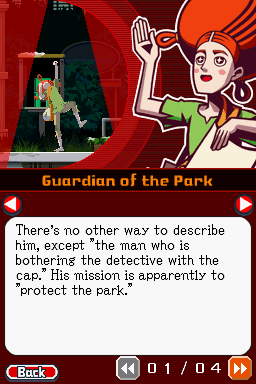 Guardian of the Park
There's no other way to describe
him, except "the man who is
bothering the detective with the
cap." His mission is apparently to
"protect the park."
Back
01/04